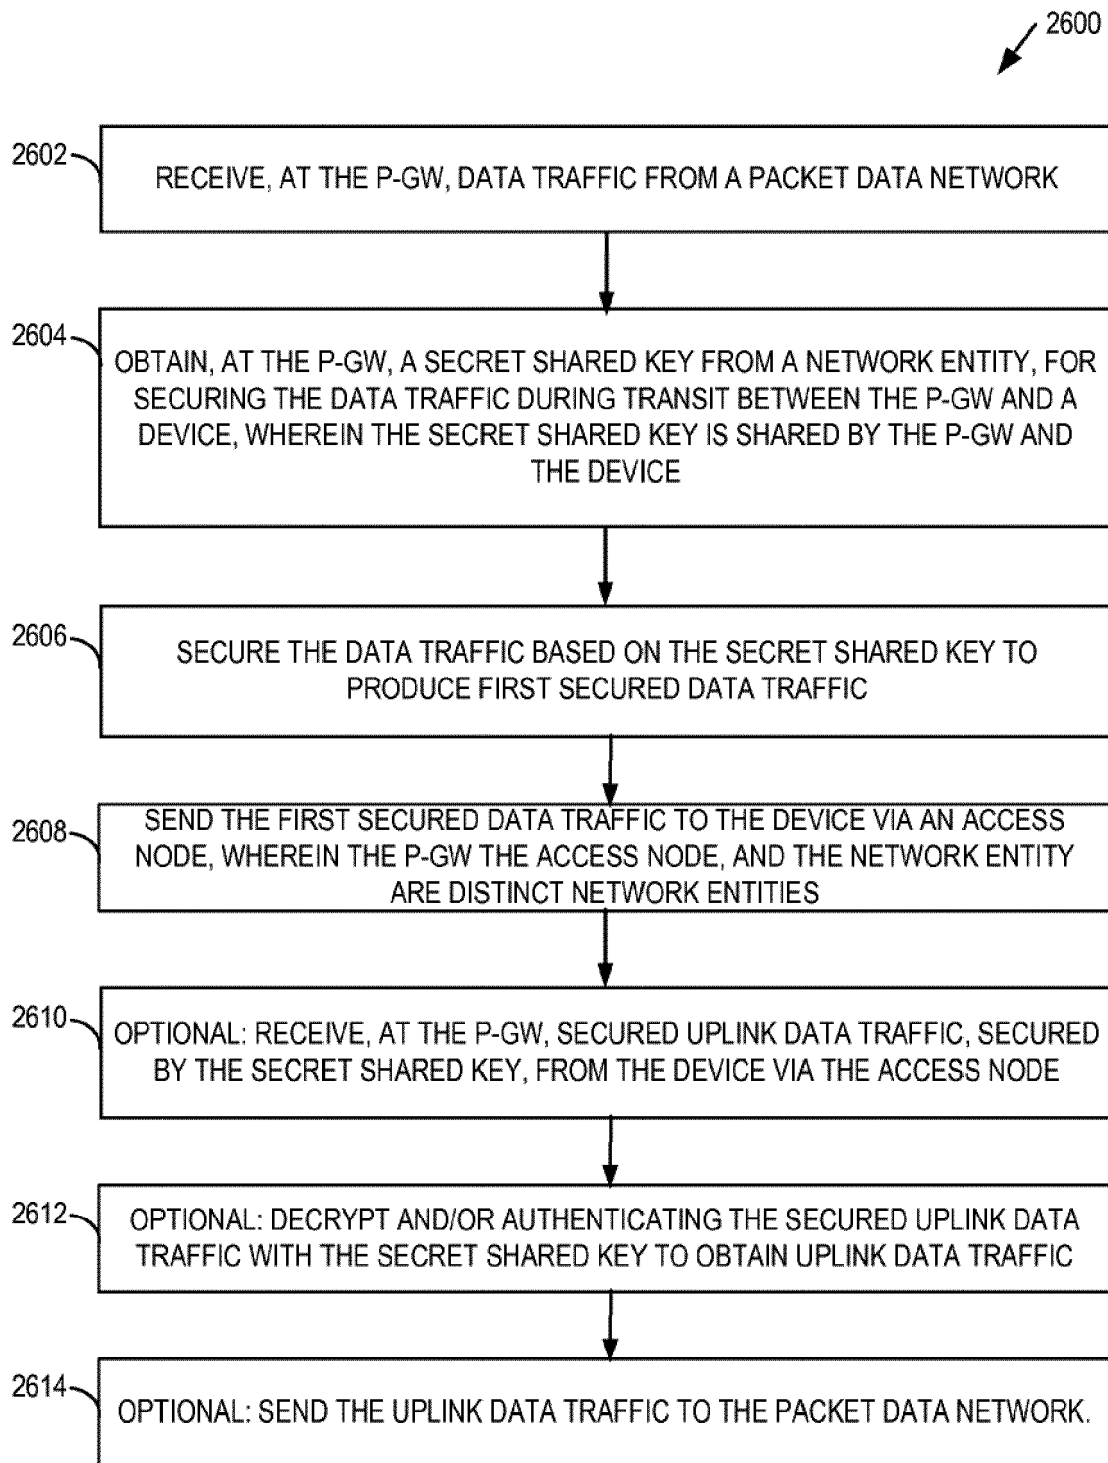 2600
2602
RECEIVE, AT THE P-GW, DATA TRAFFIC FROM A PACKET DATA NETWORK
2604
OBTAIN, AT THE P-GW, A SECRET SHARED KEY FROM A NETWORK ENTITY, FOR
SECURING THE DATA TRAFFIC DURING TRANSIT BETWEEN THE P-GW AND A
DEVICE, WHEREIN THE SECRET SHARED KEY IS SHARED BY THE P-GW AND
THE DEVICE
2606
SECURE THE DATA TRAFFIC BASED ON THE SECRET SHARED KEY TO
PRODUCE FIRST SECURED DATA TRAFFIC
2608
SEND THE FIRST SECURED DATA TRAFFIC TO THE DEVICE VIA AN ACCESS
NODE, WHEREIN THE P-GW THE ACCESS NODE, AND THE NETWORK ENTITY
ARE DISTINCT NETWORK ENTITIES
2610
OPTIONAL: RECEIVE, AT THE P-GW, SECURED UPLINK DATA TRAFFIC, SECURED
BY THE SECRET SHARED KEY, FROM THE DEVICE VIA THE ACCESS NODE
2612
OPTIONAL: DECRYPT AND/OR AUTHENTICATING THE SECURED UPLINK DATA
TRAFFIC WITH THE SECRET SHARED KEY TO OBTAIN UPLINK DATA TRAFFIC
2614
OPTIONAL: SEND THE UPLINK DATA TRAFFIC TO THE PACKET DATA NETWORK.